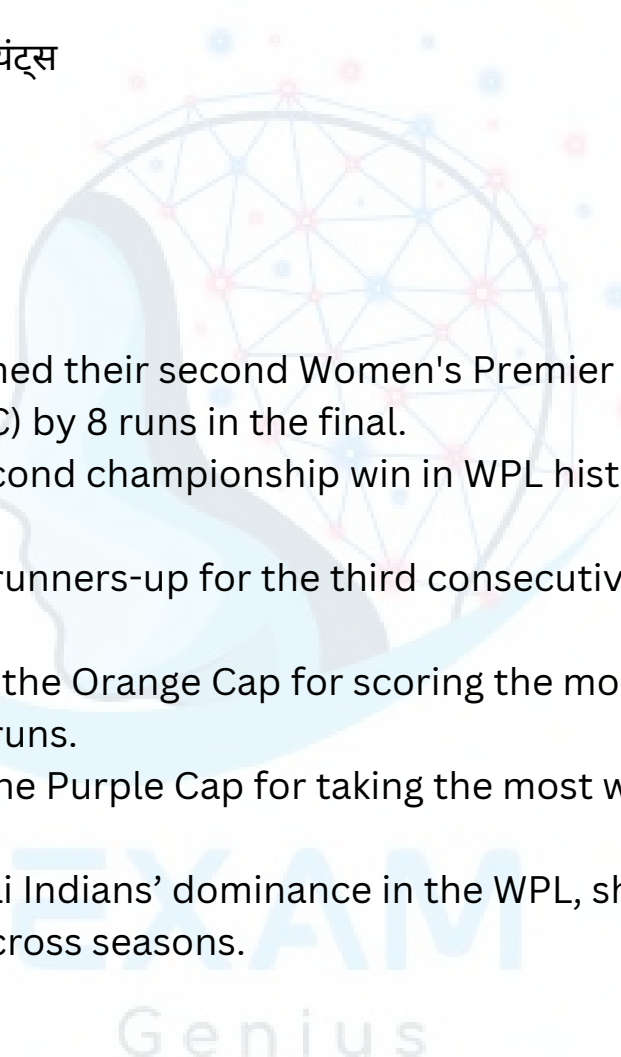 यंट्स
ned their second Women's Premier
C) by 8 runs in the final.
cond championship win in WPL hist
runners-up for the third consecutiv
the Orange Cap for scoring the mo
runs.
he Purple Cap for taking the most w
i Indians’ dominance in the WPL, sh
cross seasons.
EXAM
Genius